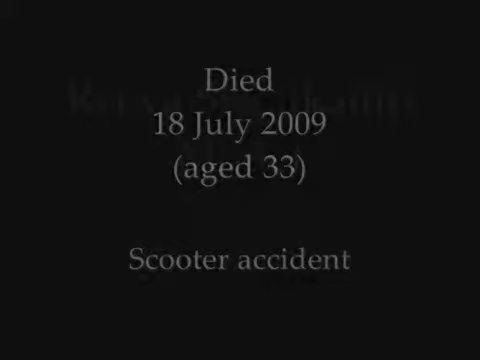 Died
18 July 2009
(aged 33)
Scooter accident